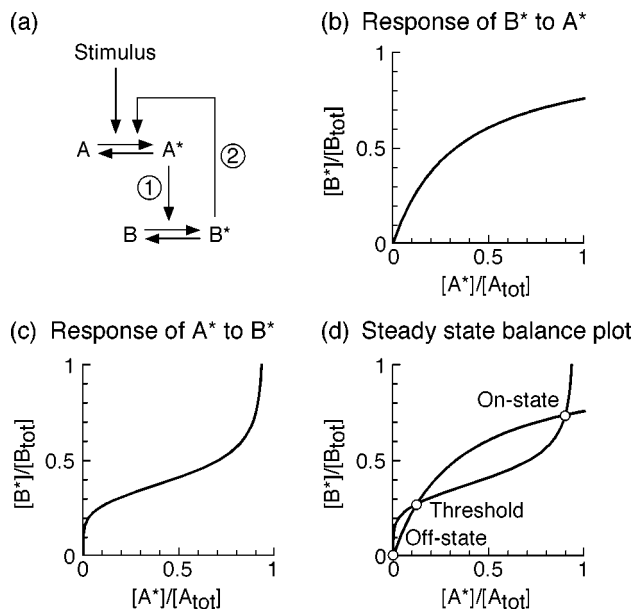 (a)
Stimulus
A
A*
①
②
B
B*
(b) Response of B* to A*
[B*]/[Btot]
1
0.5
0
0
0.5
1
[A*]/[Atot]
(c) Response of A* to B*
[B*]/[Btot]
1
0.5
0
0
0.5
1
[A*]/[Atot]
(d) Steady state balance plot
[B*]/[Btot]
1
0.5
0
On-state
Threshold
Off-state
0
0.5
1
[A*]/[Atot]